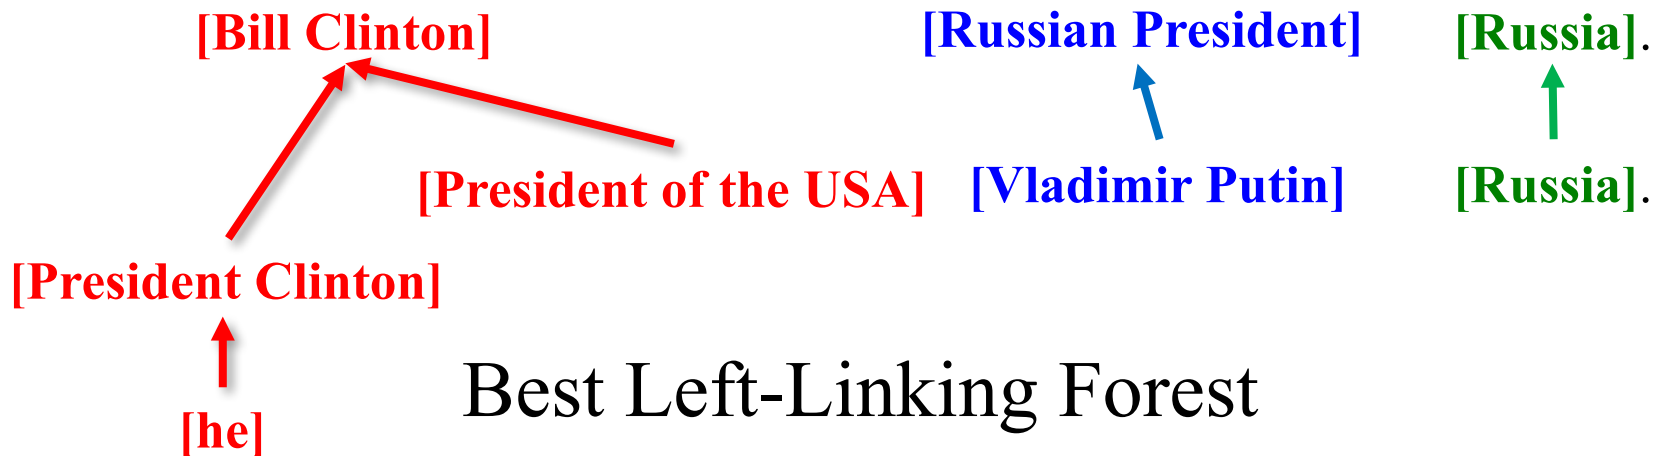 [Bill Clinton] [Russian President] [Russia].
[President of the USA] [Vladimir Putin] [Russia].
[President Clinton]
Best Left-Linking Forest
[he]